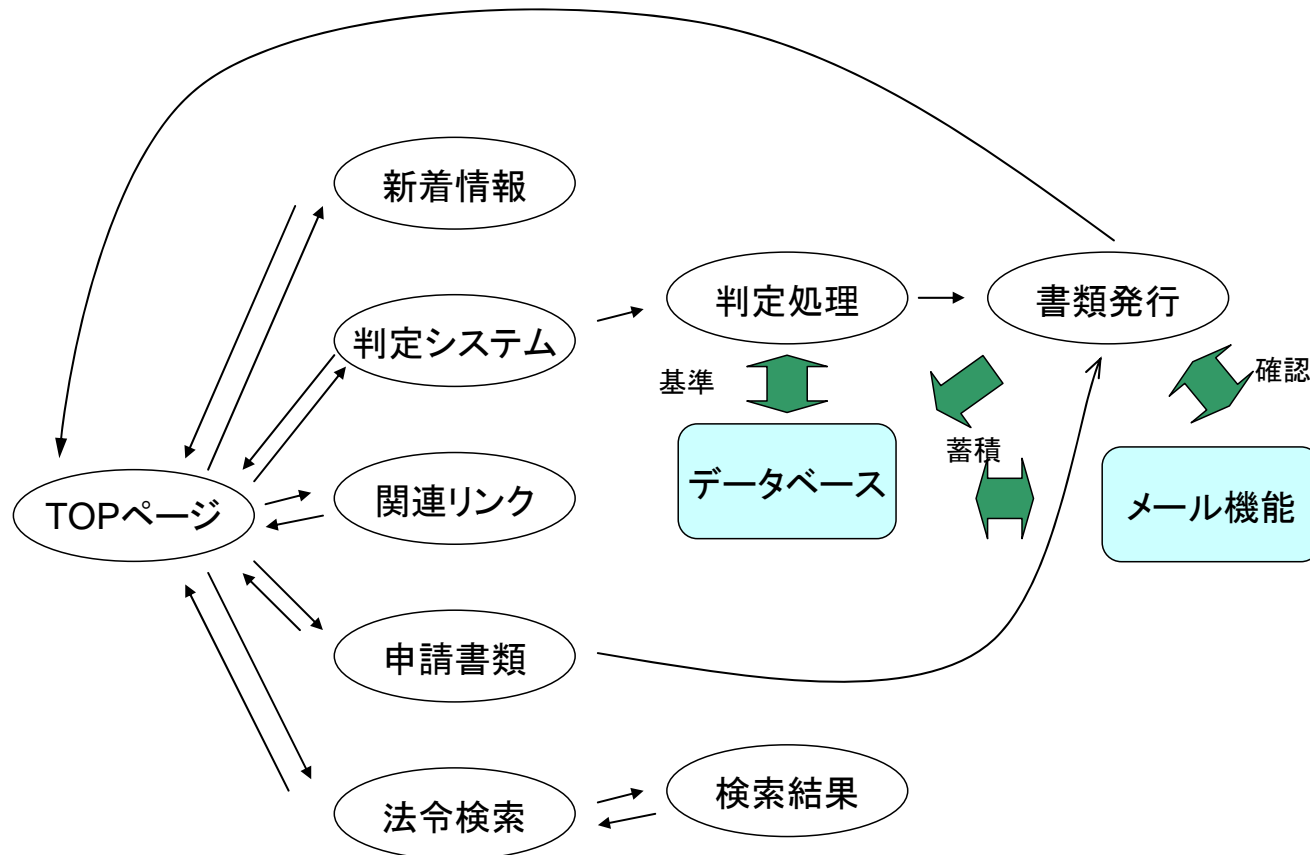 新着情報
判定処理
書類発行
判定システム
基準
確認
蓄積
データベース
関連リンク
TOPページ
メール機能
申請書類
検索結果
法令検索